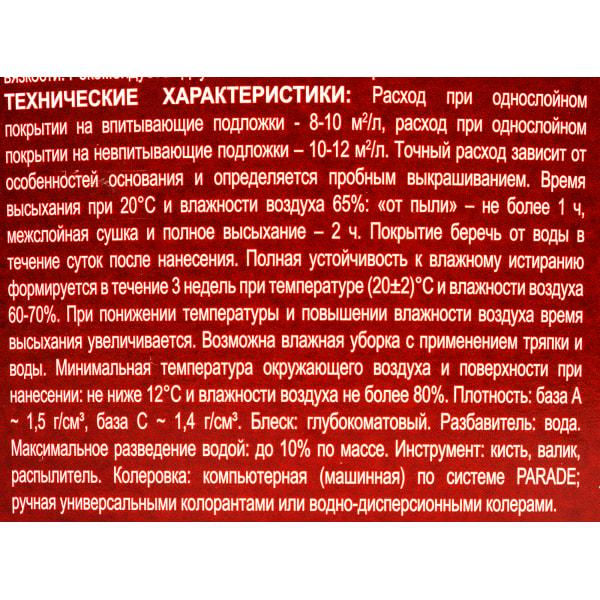 вязкости.
ТЕХНИЧЕСКИЕ ХАРАКТЕРИСТИКИ: Расход при однослойном
покрытии на впитывающие подложки - 8-10 м²/л, расход при однослойном
покрытии на невпитывающие подложки – 10-12 м²/л. Точный расход зависит от
особенностей основания и определяется пробным выкрашиванием. Время
высыхания при 20°С и влажности воздуха 65%: «от пыли» – не более 1 ч,
межслойная сушка и полное высыхание – 2 ч. Покрытие беречь от воды в
течение суток после нанесения. Полная устойчивость к влажному истиранию
формируется в течение 3 недель при температуре (20±2)°С и влажности воздуха
60-70%. При понижении температуры и повышении влажности воздуха время
высыхания увеличивается. Возможна влажная уборка с применением тряпки и
воды. Минимальная температура окружающего воздуха и поверхности при
нанесении: не ниже 12°С и влажности воздуха не более 80%. Плотность: база А
~ 1,5 г/см³, база С ~ 1,4 г/см³. Блеск: глубокоматовый. Разбавитель: вода.
Максимальное разведение водой: до 10% по массе. Инструмент: кисть, валик,
распылитель. Колеровка: компьютерная (машинная) по системе PARADE;
ручная универсальными колорантами или водно-дисперсионными колерами.